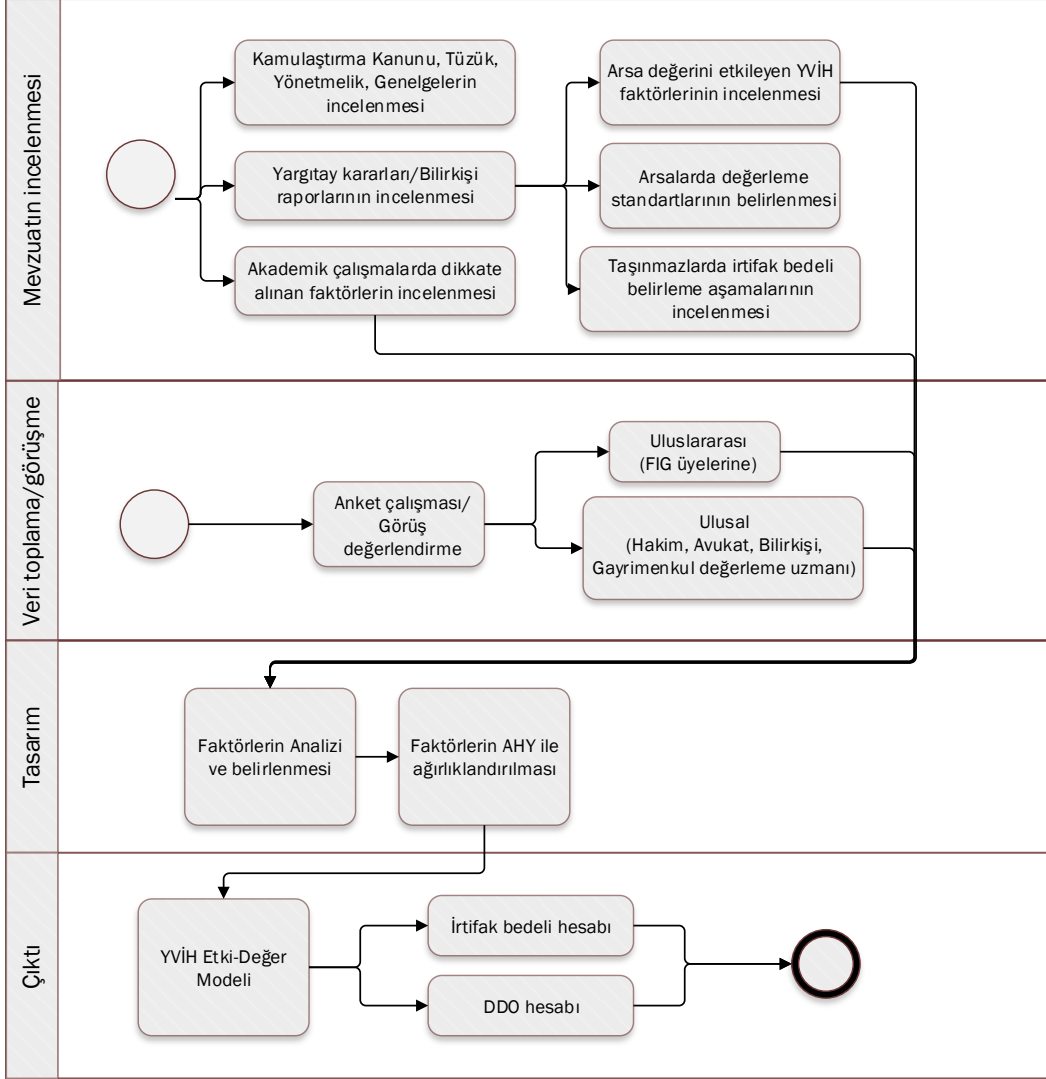 Mevzuatın incelenmesi
Kamulaştırma Kanunu, Tüzük,
Yönetmelik, Genelgelerin
incelenmesi
Yargıtay kararları/Bilirkişi
raporlarının incelenmesi
Akademik çalışmalarda dikkate
alınan faktörlerin incelenmesi
Arsa değerini etkileyen YVİH
faktörlerinin incelenmesi
Arsalarda değerleme
standartlarının belirlenmesi
Taşınmazlarda irtifak bedeli
belirleme aşamalarının
incelenmesi
Veri toplama/görüşme
Anket çalışması/
Görüş
değerlendirme
Uluslararası
(FIG üyelerine)
Ulusal
(Hakim, Avukat, Bilirkişi,
Gayrimenkul değerleme uzmanı)
Tasarım
Faktörlerin Analizi
ve belirlenmesi
Faktörlerin AHY ile
ağırlıklandırılması
Çıktı
YVİH Etki-Değer
Modeli
İrtifak bedeli hesabı
DDO hesabı